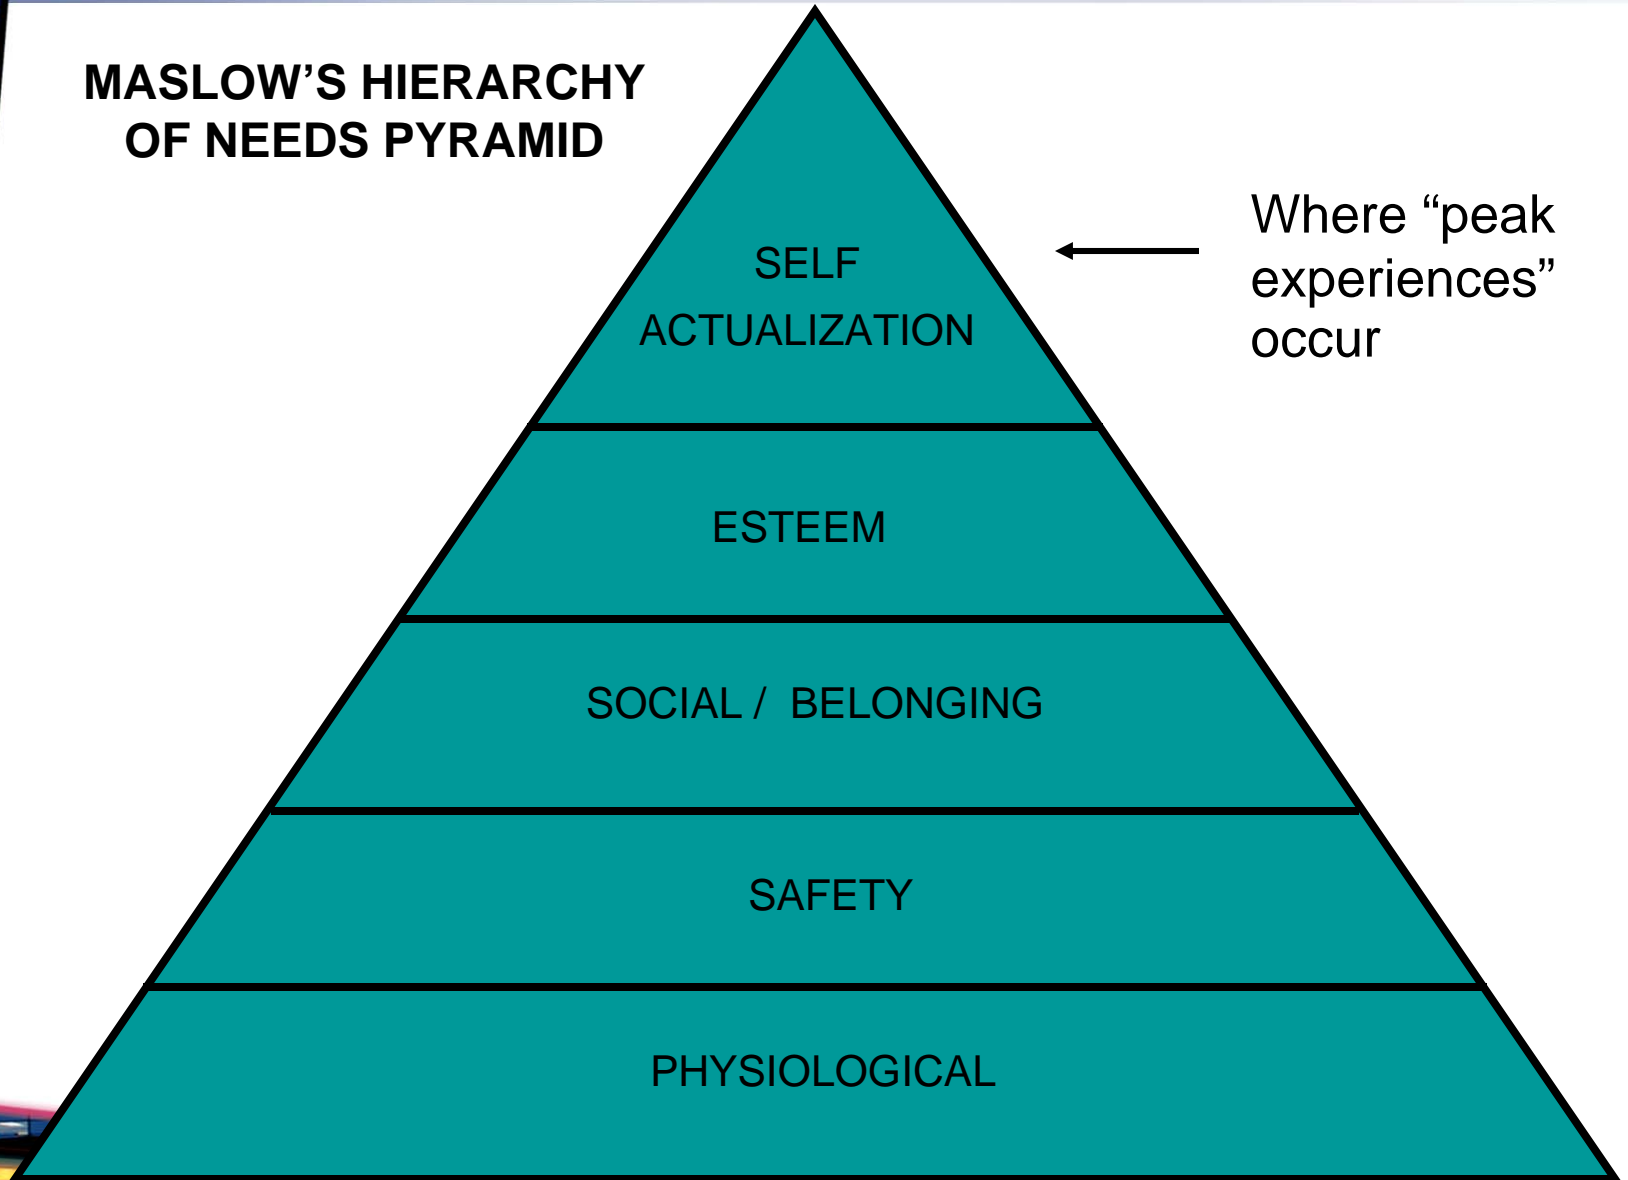 MASLOW’S HIERARCHY
OF NEEDS PYRAMID
Where “peak
experiences”
occur
SELF
ACTUALIZATION
ESTEEM
SOCIAL / BELONGING
SAFETY
PHYSIOLOGICAL